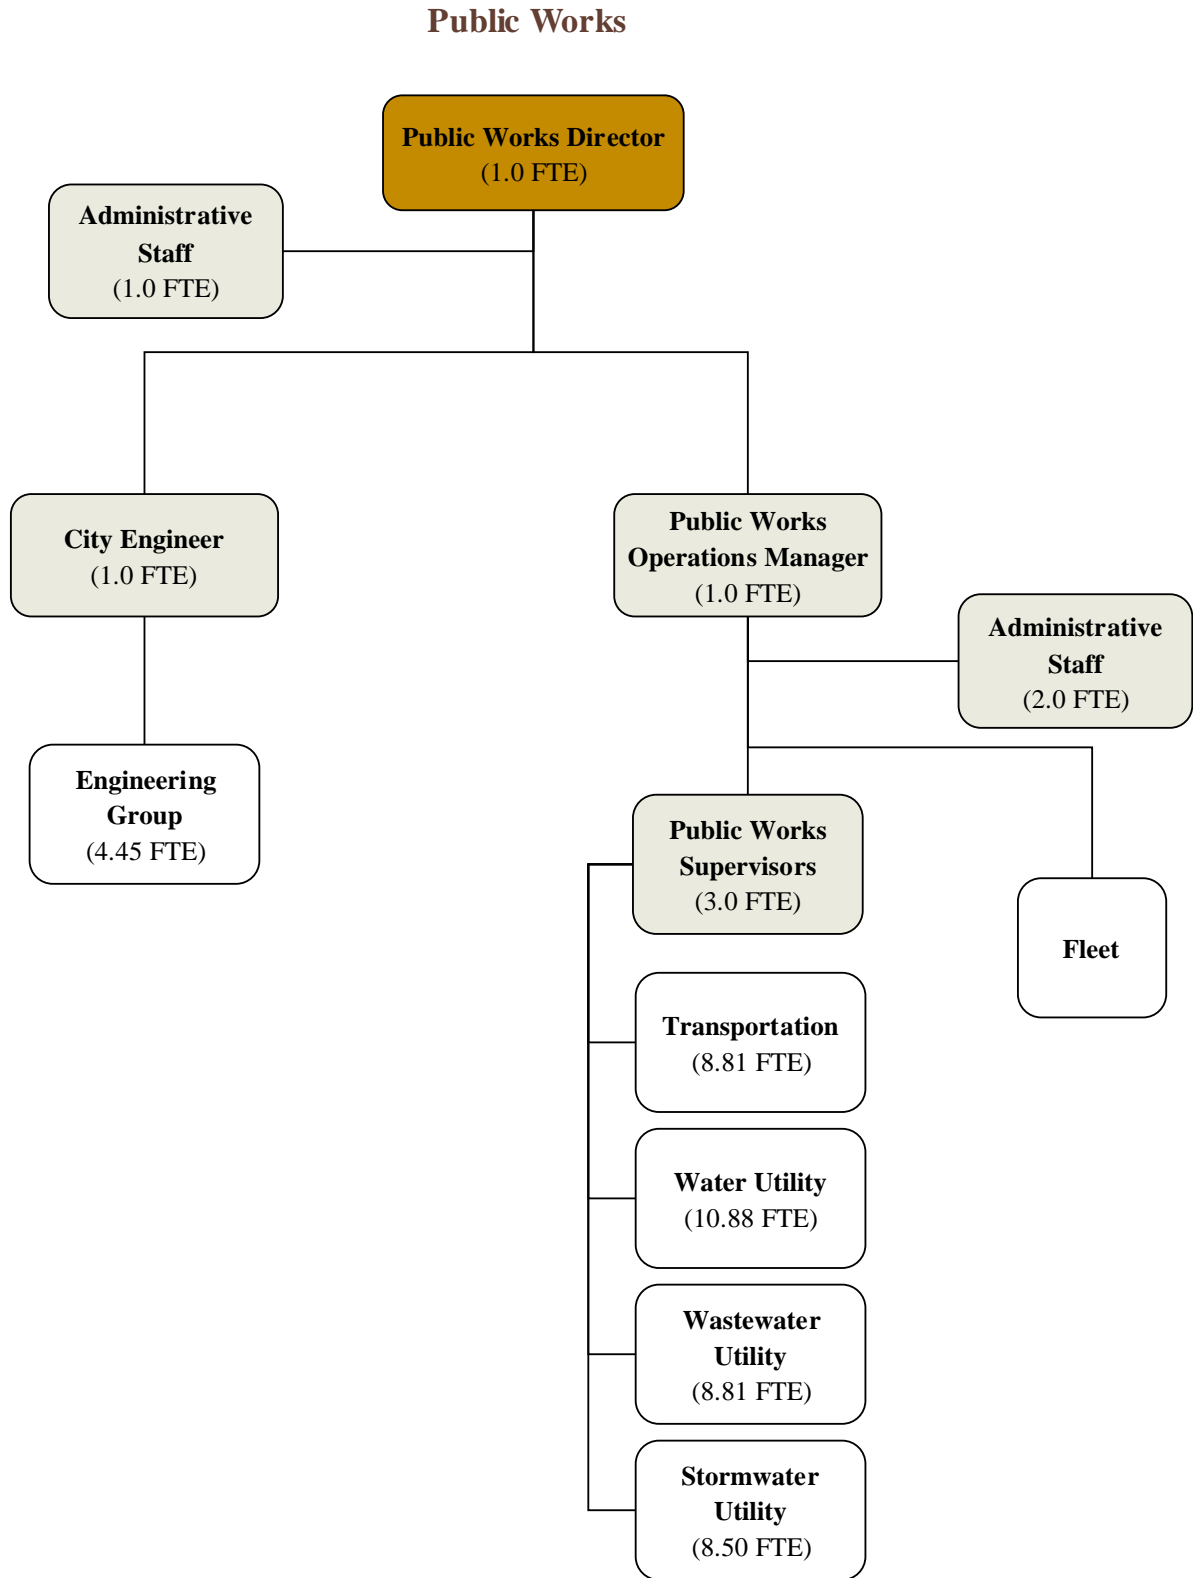 Public Works
Public Works Director
(1.0 FTE)
Administrative
Staff
(1.0 FTE)
City Engineer
(1.0 FTE)
Public Works
Operations Manager
(1.0 FTE)
Administrative
Staff
(2.0 FTE)
Engineering
Group
(4.45 FTE)
Public Works
Supervisors
(3.0 FTE)
Fleet
Transportation
(8.81 FTE)
Water Utility
(10.88 FTE)
Wastewater
Utility
(8.81 FTE)
Stormwater
Utility
(8.50 FTE)